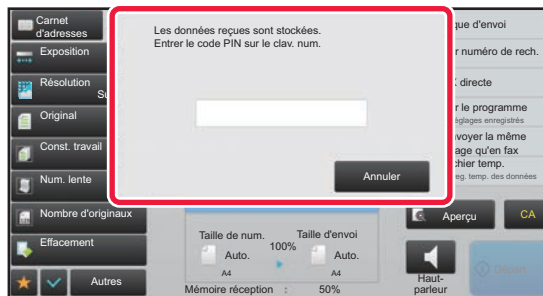 Carnet
d'adresses
Exposition
Résolution
Su
Original
Const. travail
Num. lente
Nombre d'originaux
Effacement
Autres
Les données reçues sont stockées.
Entrer le code PIN sur le clav. num.
Annuler
que d'envoi
r numéro de rech.
directe
r le programme
églages enregistrés
nvoyer la même
age qu'en fax
chier temp.
eg. temp. des données
Aperçu
CA
Taille de num.
100%
Taille d'envoi
Auto.
Auto.
A4
A4
Mémoire réception : 50%
Haut-
parleur
Départ